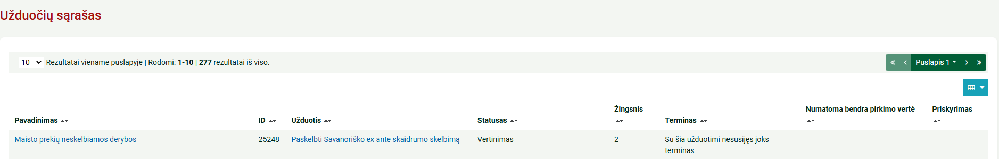 Užduočių sąrašas
10 Rezultatai viename puslapyje | Rodomi: 1-10 | 277 rezultatai iš viso.
« ‹ Puslapis 1 › »
Pavadinimas ID Užduotis Statusas Žingsnis Terminas Numatoma bendra pirkimo vertė Priskyrimas
Maisto prekių neskelbiamos derybos 25248 Paskelbti Savanoriško ex ante skaidrumo skelbimą Vertinimas 2 Su šia užduotimi nesusijęs joks
terminas